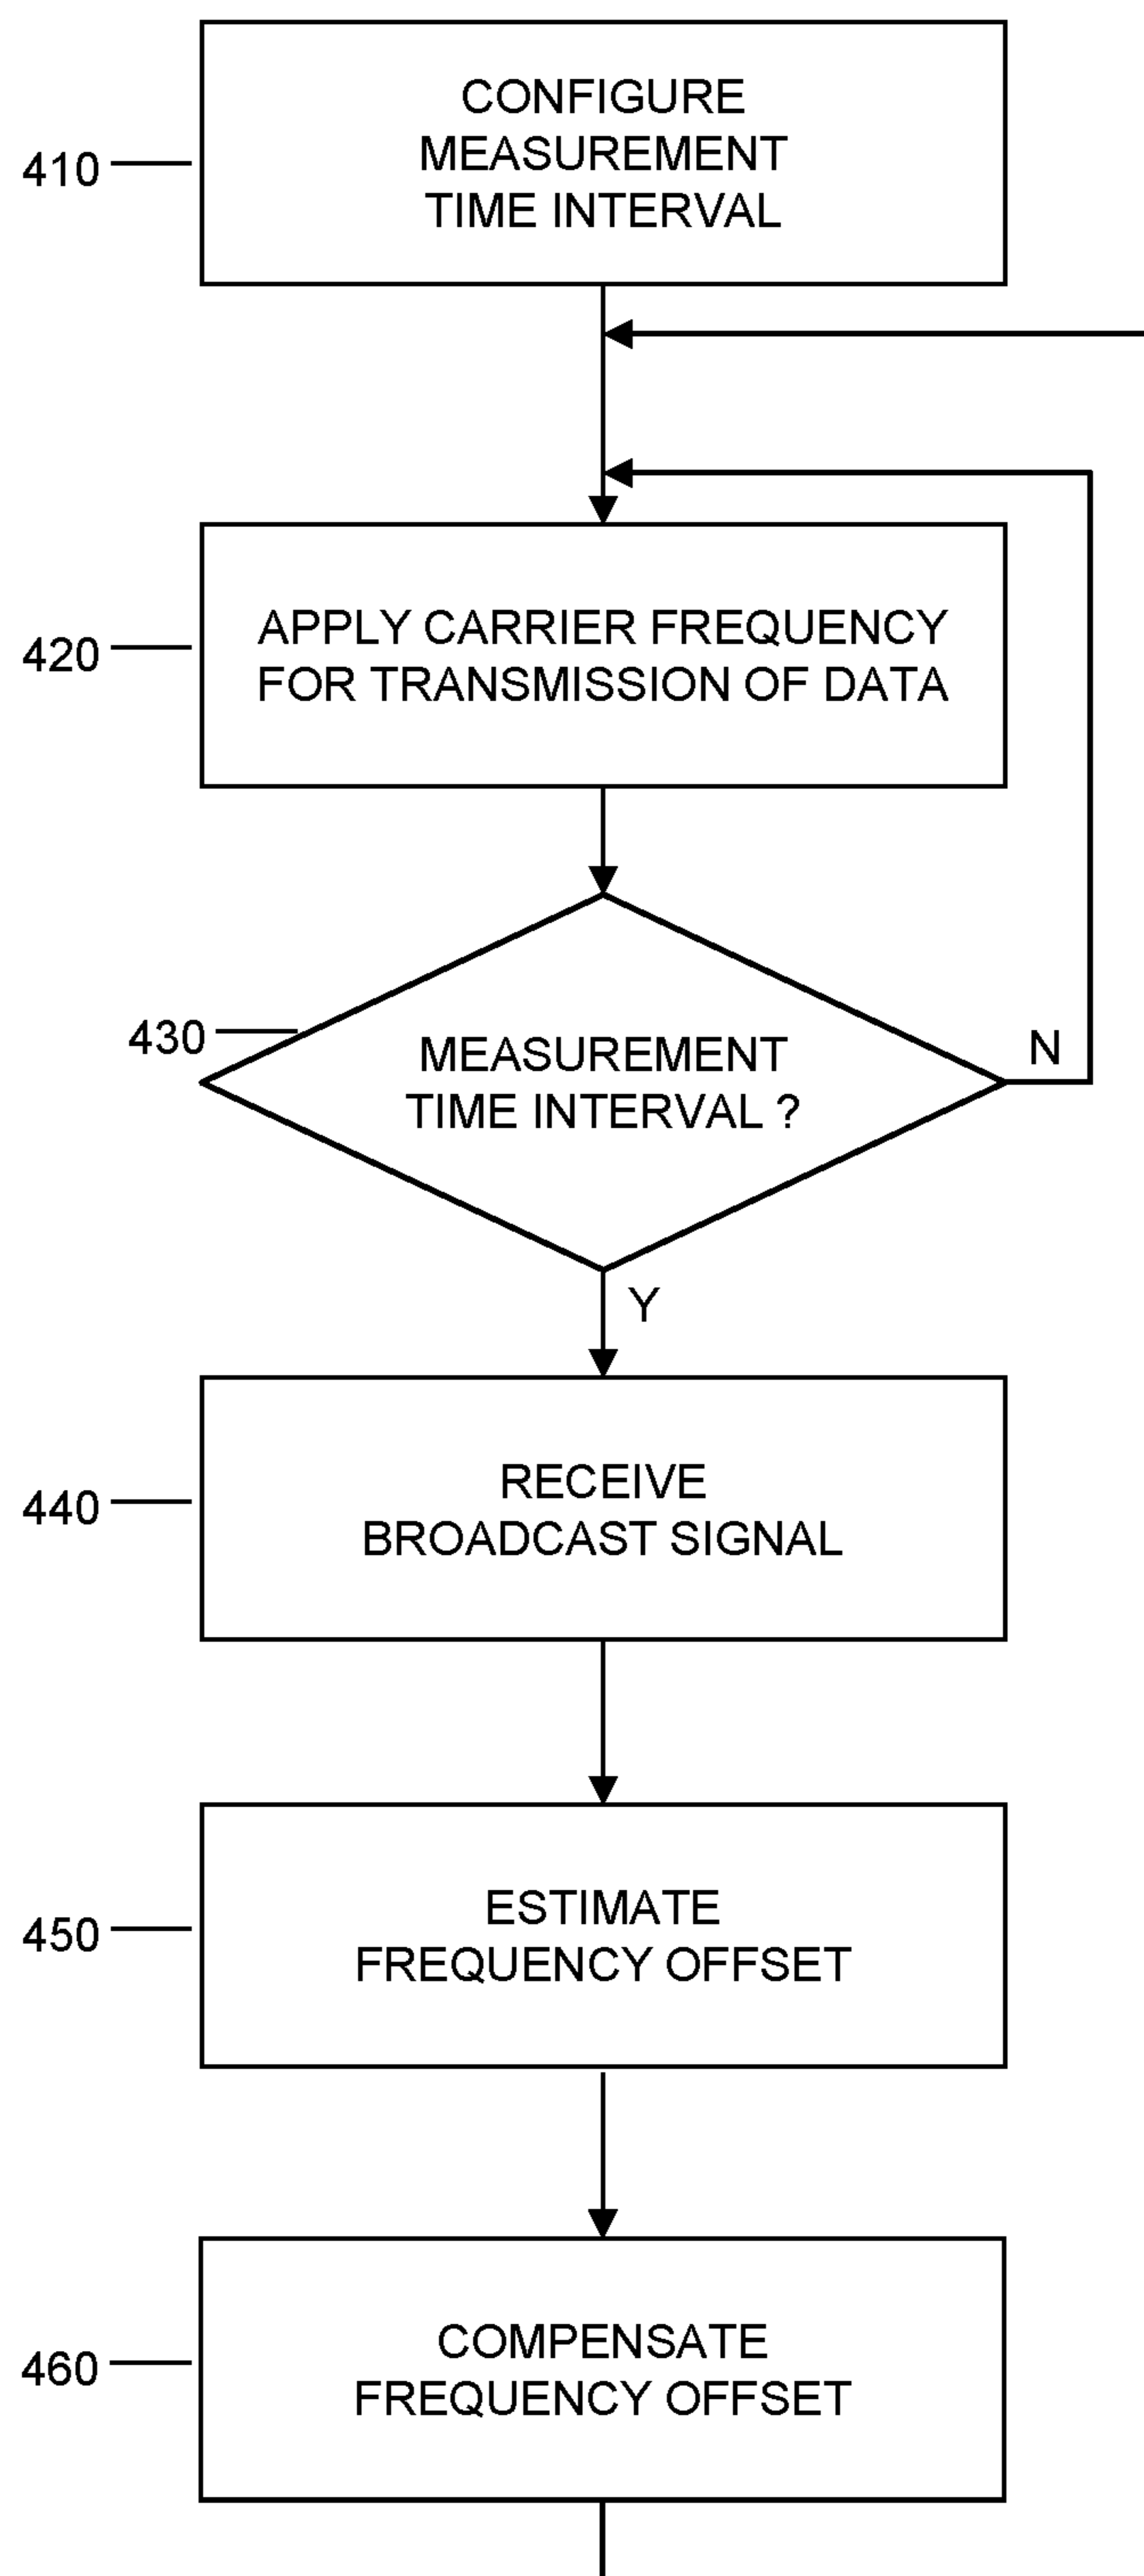 410
CONFIGURE
MEASUREMENT
TIME INTERVAL
420
APPLY CARRIER FREQUENCY
FOR TRANSMISSION OF DATA
430
MEASUREMENT
TIME INTERVAL ?
N
Y
440
RECEIVE
BROADCAST SIGNAL
450
ESTIMATE
FREQUENCY OFFSET
460
COMPENSATE
FREQUENCY OFFSET